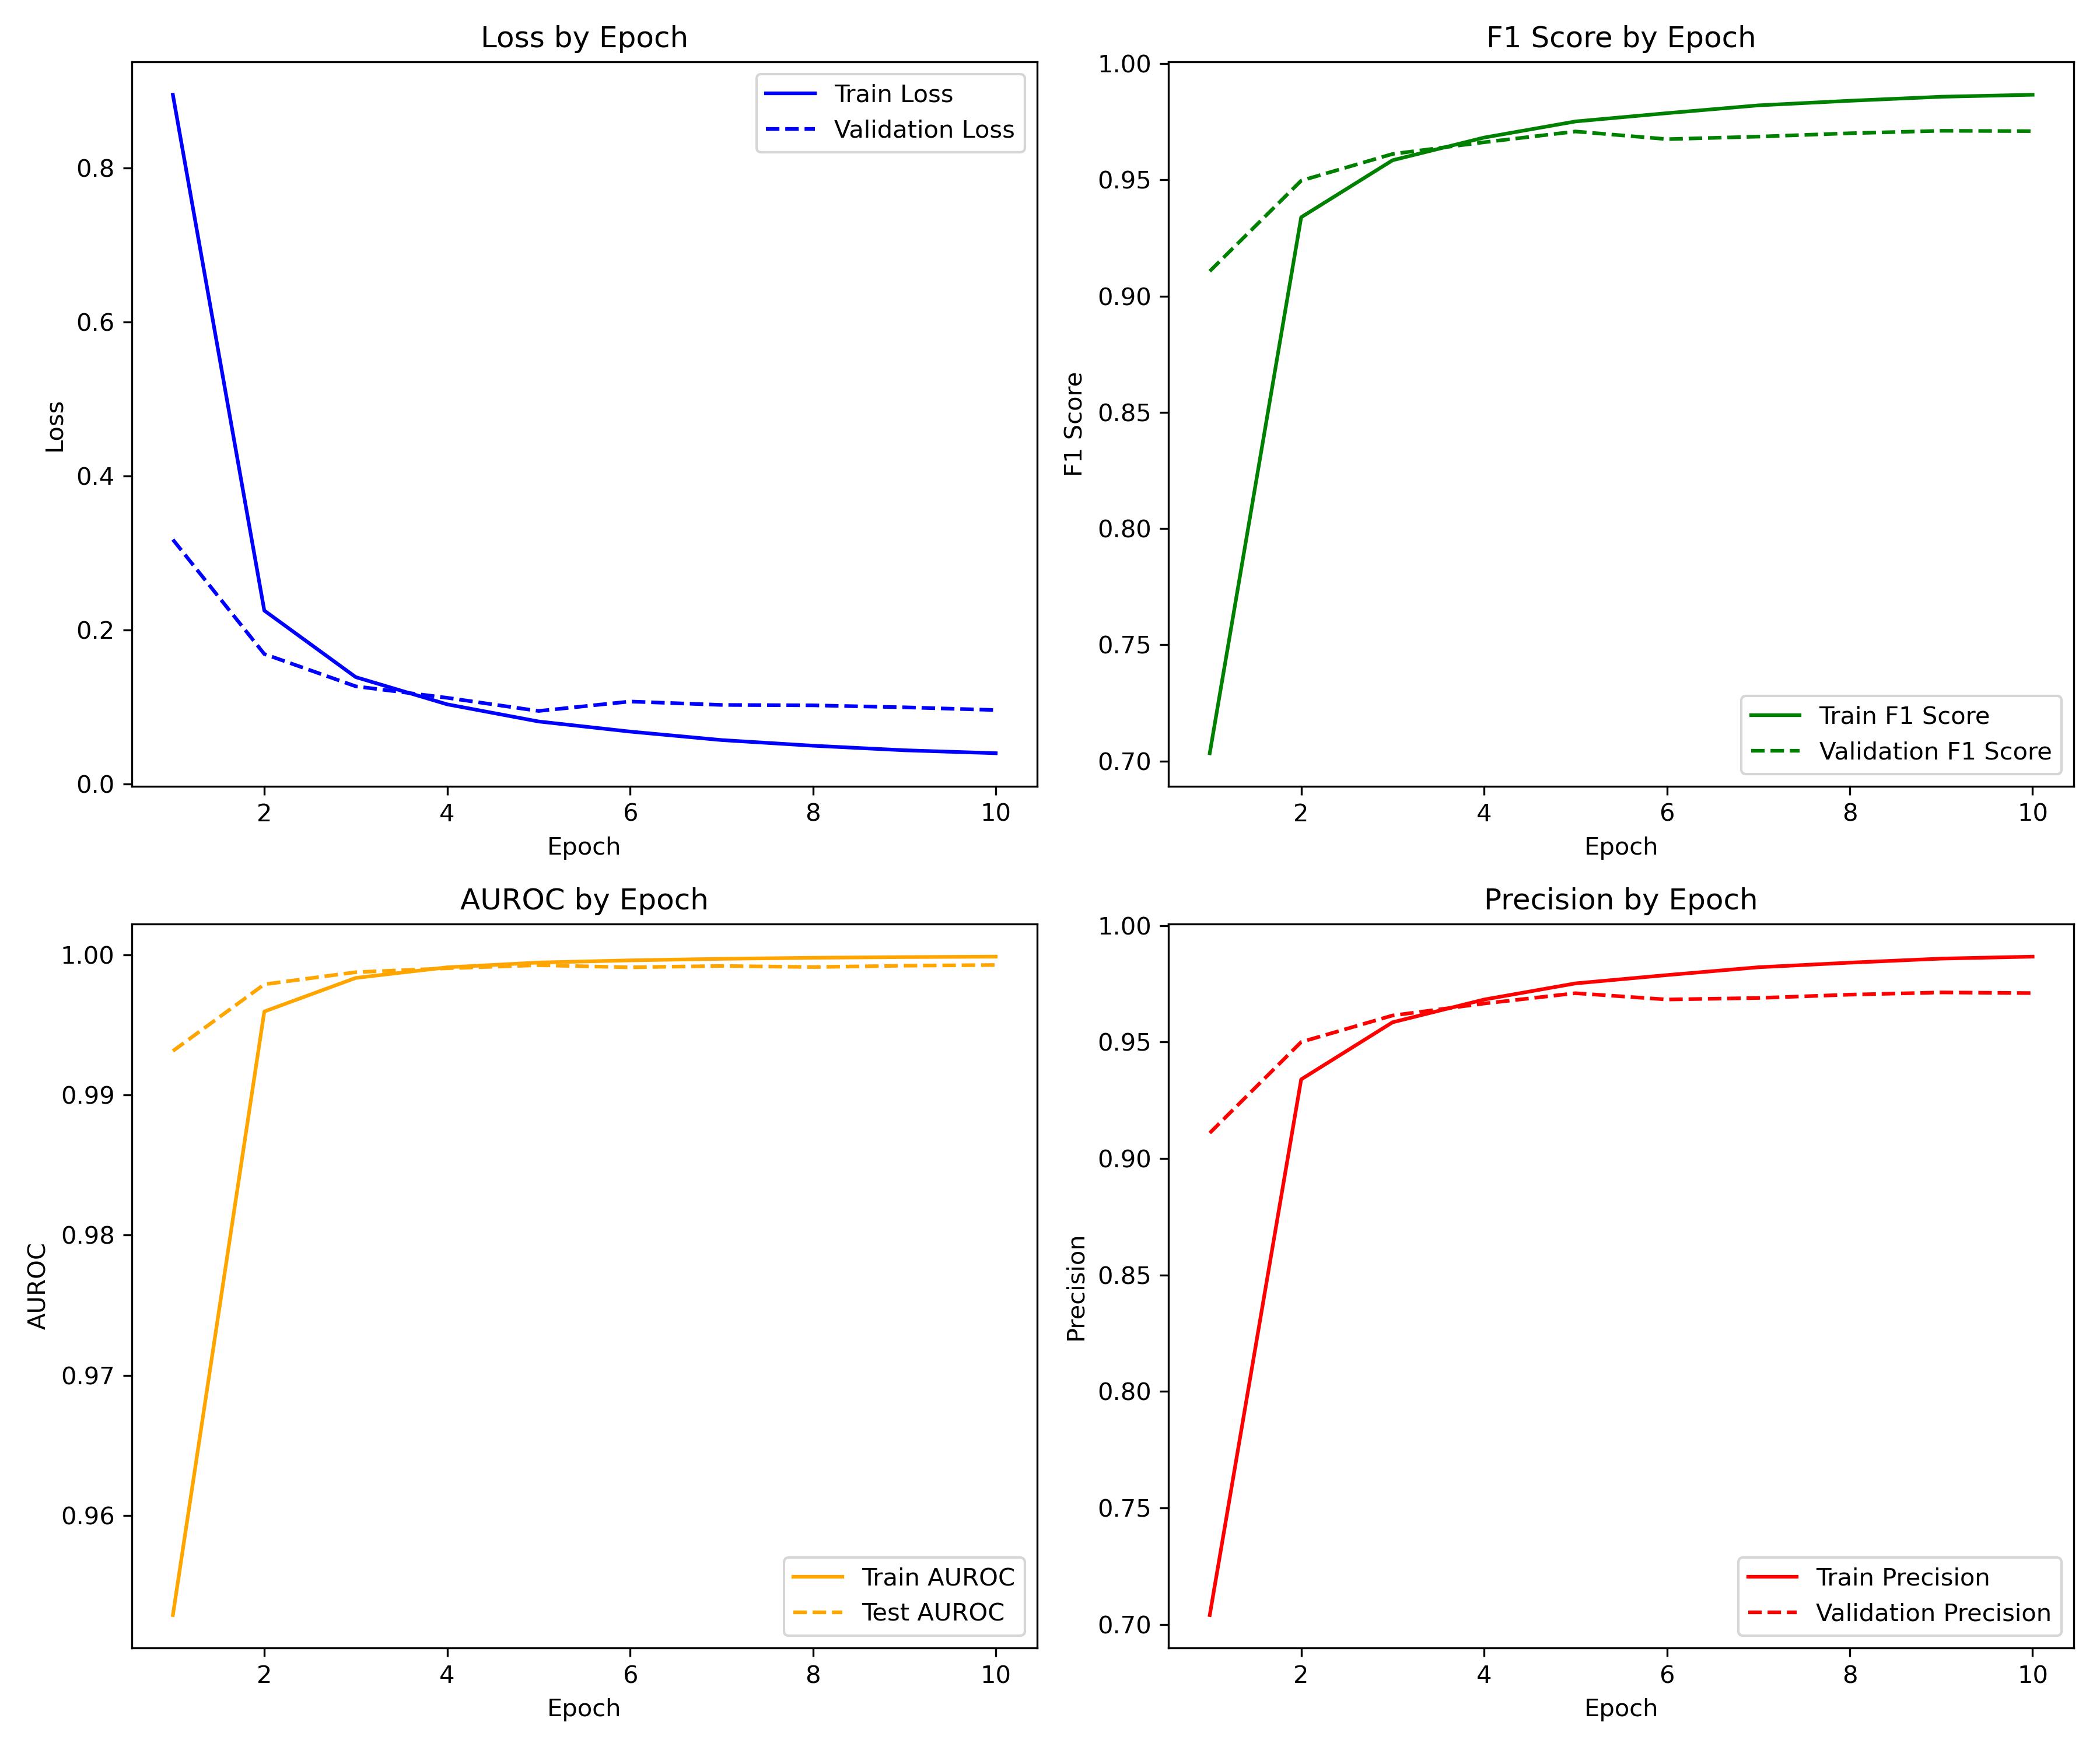 Loss by Epoch
Train Loss
Validation Loss
Loss
0.8
0.6
0.4
0.2
0.0
2 4 6 8 10
Epoch
F1 Score by Epoch
F1 Score
1.00
0.95
0.90
0.85
0.80
0.75
0.70
Train F1 Score
Validation F1 Score
2 4 6 8 10
Epoch
AUROC by Epoch
AUROC
1.00
0.99
0.98
0.97
0.96
Train AUROC
Test AUROC
2 4 6 8 10
Epoch
Precision by Epoch
Precision
1.00
0.95
0.90
0.85
0.80
0.75
0.70
Train Precision
Validation Precision
2 4 6 8 10
Epoch